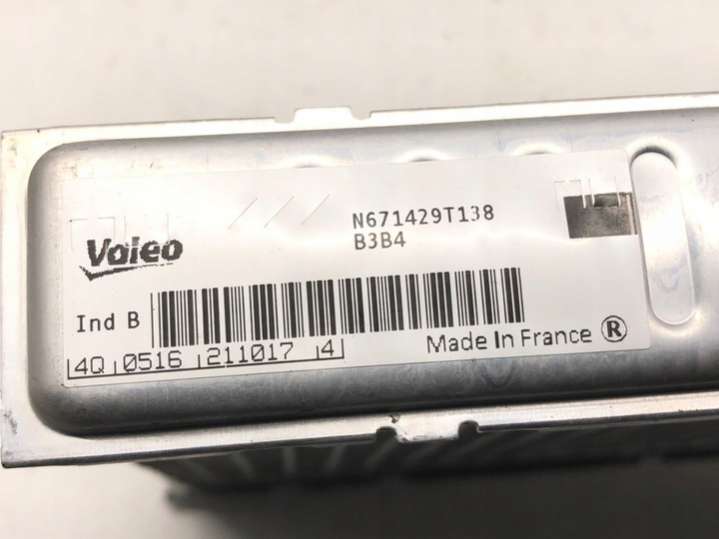 N671429T138
B3B4
Valeo
Ind B
4Q 0516 211017 4
Made In France ®